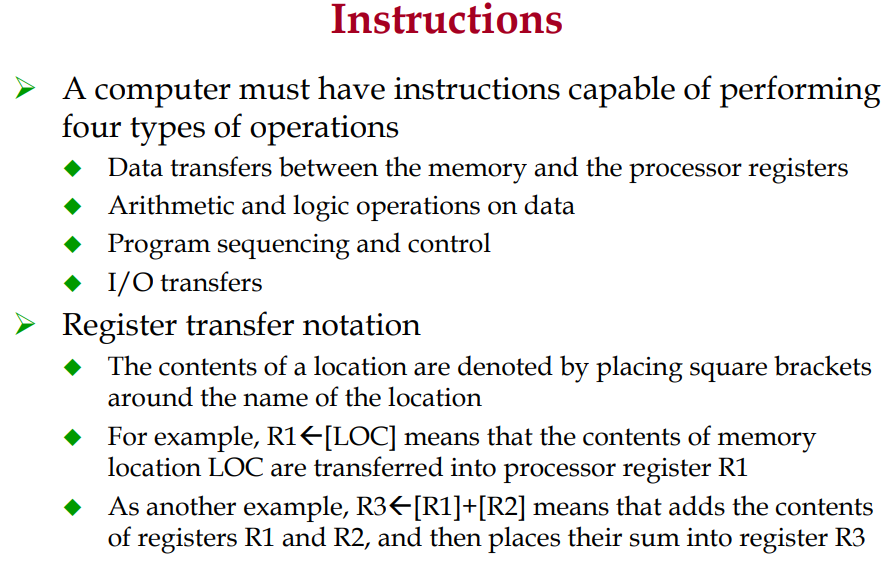 Instructions
➢ A computer must have instructions capable of performing
four types of operations
◆ Data transfers between the memory and the processor registers
◆ Arithmetic and logic operations on data
◆ Program sequencing and control
◆ I/O transfers
➢ Register transfer notation
◆ The contents of a location are denoted by placing square brackets
around the name of the location
◆ For example, R1←[LOC] means that the contents of memory
location LOC are transferred into processor register R1
◆ As another example, R3←[R1]+[R2] means that adds the contents
of registers R1 and R2, and then places their sum into register R3